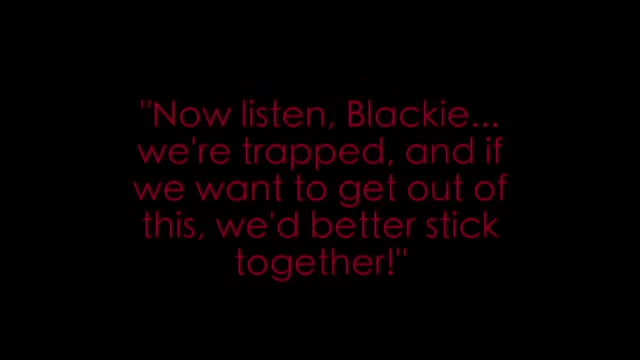 "Now listen, Blackie...
we're trapped, and if
we want to get out of
this, we'd better stick
together!"